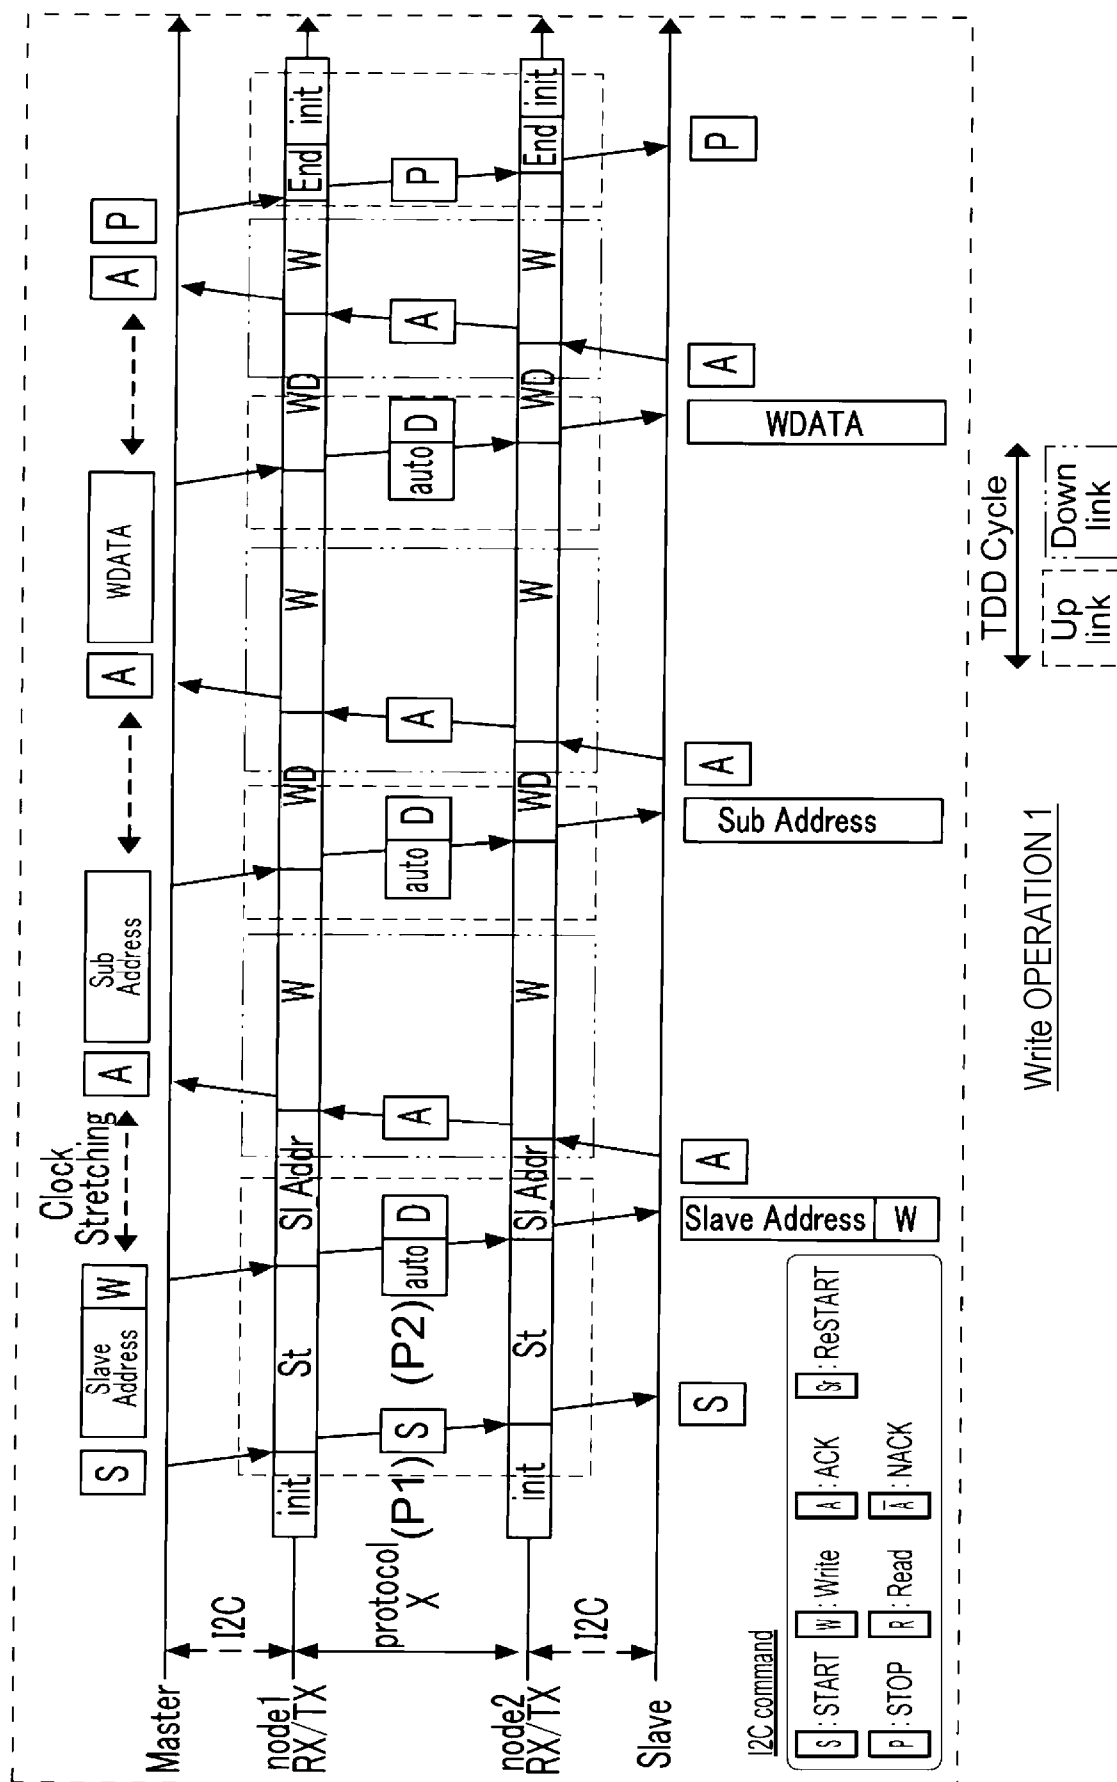 Clock
Stretching
S
Slave
Address
W
A
Sub
Address
A
WDATA
A
P
Master
I2C
node1
RX/TX
init
St
Sl Addr
W
WD
W
WD
W
End
init
protocol
X
(P1)
S
(P2)
auto
D
A
auto
D
A
auto
D
A
P
node2
RX/TX
init
St
Sl Addr
W
WD
W
WD
W
End
init
I2C
Slave
S
Slave Address
W
A
Sub Address
A
WDATA
A
P
I2C command
S : START
W : Write
A : ACK
Sr : ReSTART
P : STOP
R : Read
A̅ : NACK
TDD Cycle
Up
link
Down
link
Write OPERATION 1